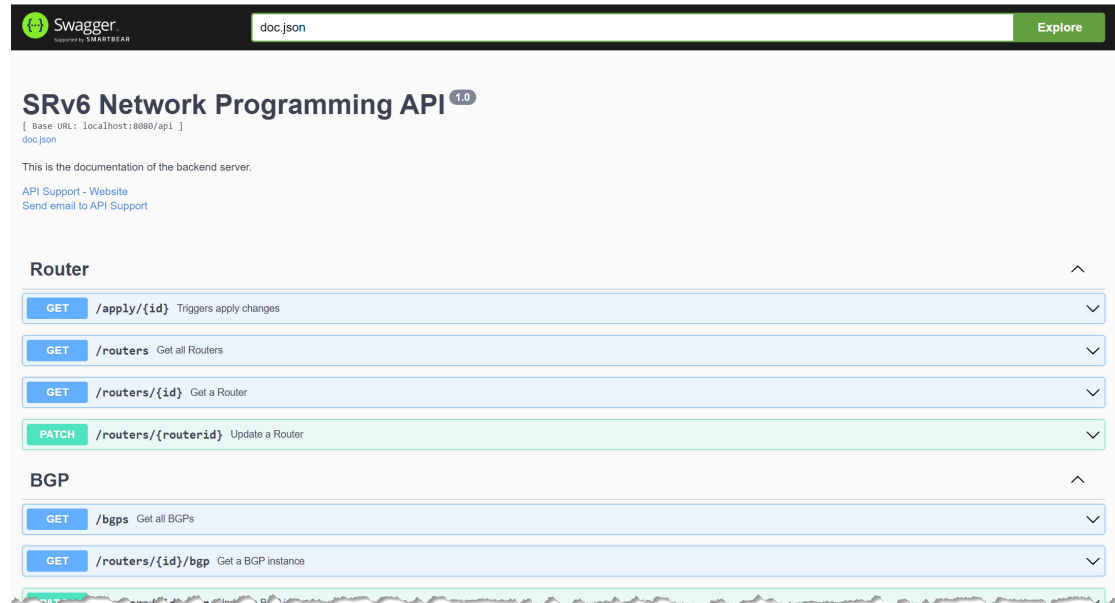 Swagger.
Supported by SMARTBEAR
doc.json
Explore
SRv6 Network Programming API 1.0
[ Base URL: localhost:8080/api ]
doc.json
This is the documentation of the backend server.
API Support - Website
Send email to API Support
Router
GET /apply/{id} Triggers apply changes
GET /routers Get all Routers
GET /routers/{id} Get a Router
PATCH /routers/{routerid} Update a Router
BGP
GET /bgps Get all BGPs
GET /routers/{id}/bgp Get a BGP instance